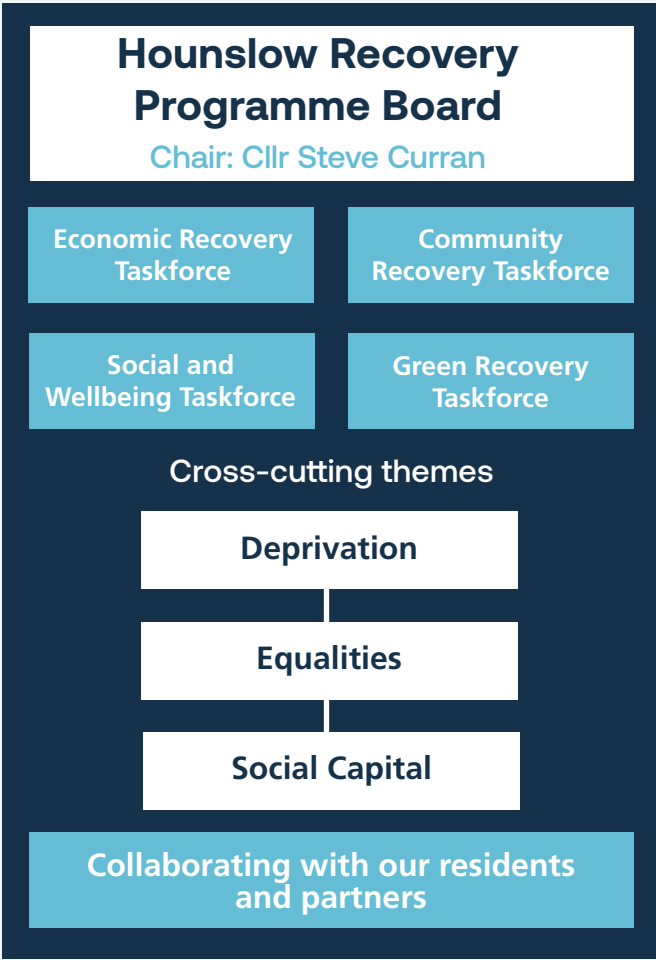 Hounslow Recovery
Programme Board
Chair: Cllr Steve Curran
Economic Recovery
Taskforce
Community
Recovery Taskforce
Social and
Wellbeing Taskforce
Green Recovery
Taskforce
Cross-cutting themes
Deprivation
Equalities
Social Capital
Collaborating with our residents
and partners